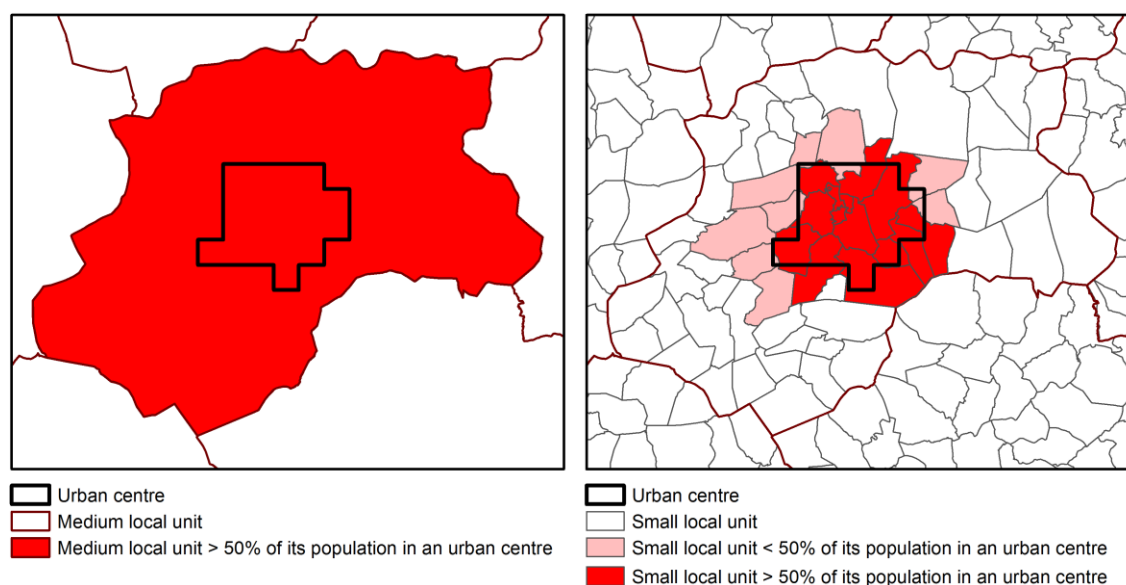 Urban centre
Medium local unit
Medium local unit > 50% of its population in an urban centre
Urban centre
Small local unit
Small local unit < 50% of its population in an urban centre
Small local unit > 50% of its population in an urban centre